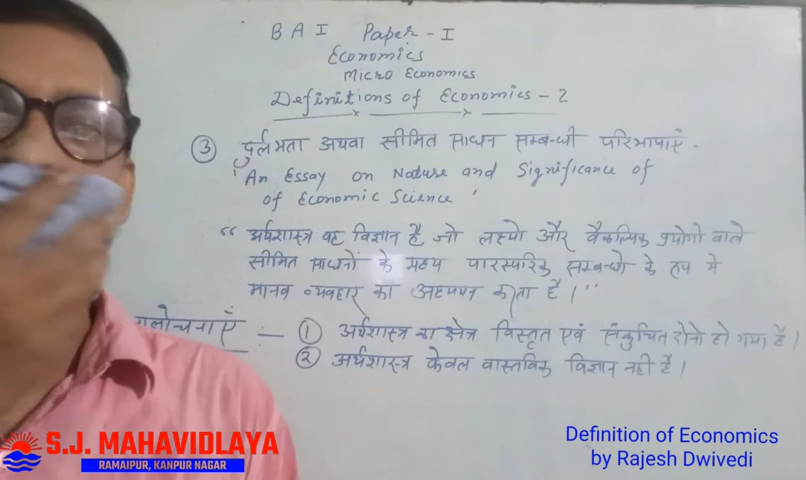 B A I Paper - I
Economics
Micro Economics
Definitions of Economics - 2
③ दुर्लभता अथवा सीमित साधन सम्बन्धी परिभाषाएं -
'An Essay on Nature and Significance of
of Economic Science'
“ अर्थशास्त्र वह विज्ञान है जो लक्ष्यो और वैकल्पिक प्रयोगो वाले
सीमित साधनों के मध्य पारस्परिक सम्बन्धो के रूप मे
मानव व्यवहार का अध्ययन करता है। ”
लोचनाएँ :- ① अर्थशास्त्र का क्षेत्र विस्तृत एवं संकुचित दोनो हो गया है।
② अर्थशास्त्र केवल वास्तविक विज्ञान नही है।
S.J. MAHAVIDLAYA
RAMAIPUR, KANPUR NAGAR
Definition of Economics
by Rajesh Dwivedi